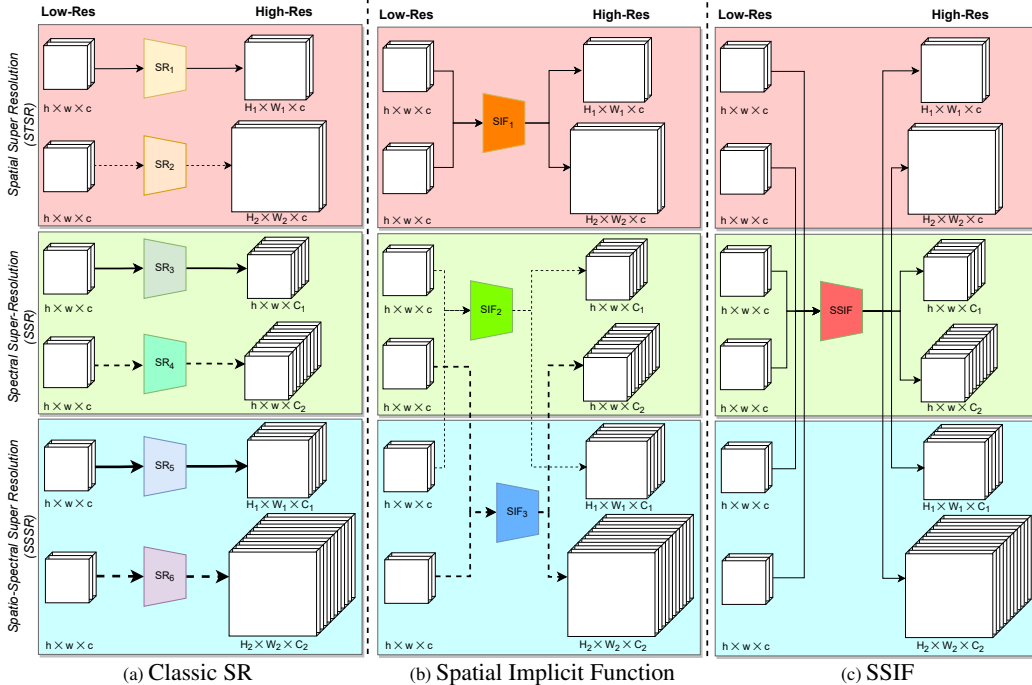 Low-Res High-Res Low-Res High-Res Low-Res High-Res
Spatial Super Resolution
(STSR)
SR1
h × w × c
H1 × W1 × c
SR2
h × w × c
H2 × W2 × c
Spectral Super-Resolution
(SSR)
SR3
h × w × c
h × w × C1
SR4
h × w × c
h × w × C2
Spatio-Spectral Super Resolution
(SSSR)
SR5
h × w × c
H1 × W1 × C1
SR6
h × w × c
H2 × W2 × C2
(a) Classic SR
h × w × c
H1 × W1 × c
SIF1
h × w × c
H2 × W2 × c
h × w × c
h × w × C1
SIF2
h × w × c
h × w × C2
h × w × c
H1 × W1 × C1
SIF3
h × w × c
H2 × W2 × C2
(b) Spatial Implicit Function
h × w × c
H1 × W1 × c
h × w × c
H2 × W2 × c
h × w × c
h × w × C1
SSIF
h × w × c
h × w × C2
h × w × c
H1 × W1 × C1
h × w × c
H2 × W2 × C2
(c) SSIF